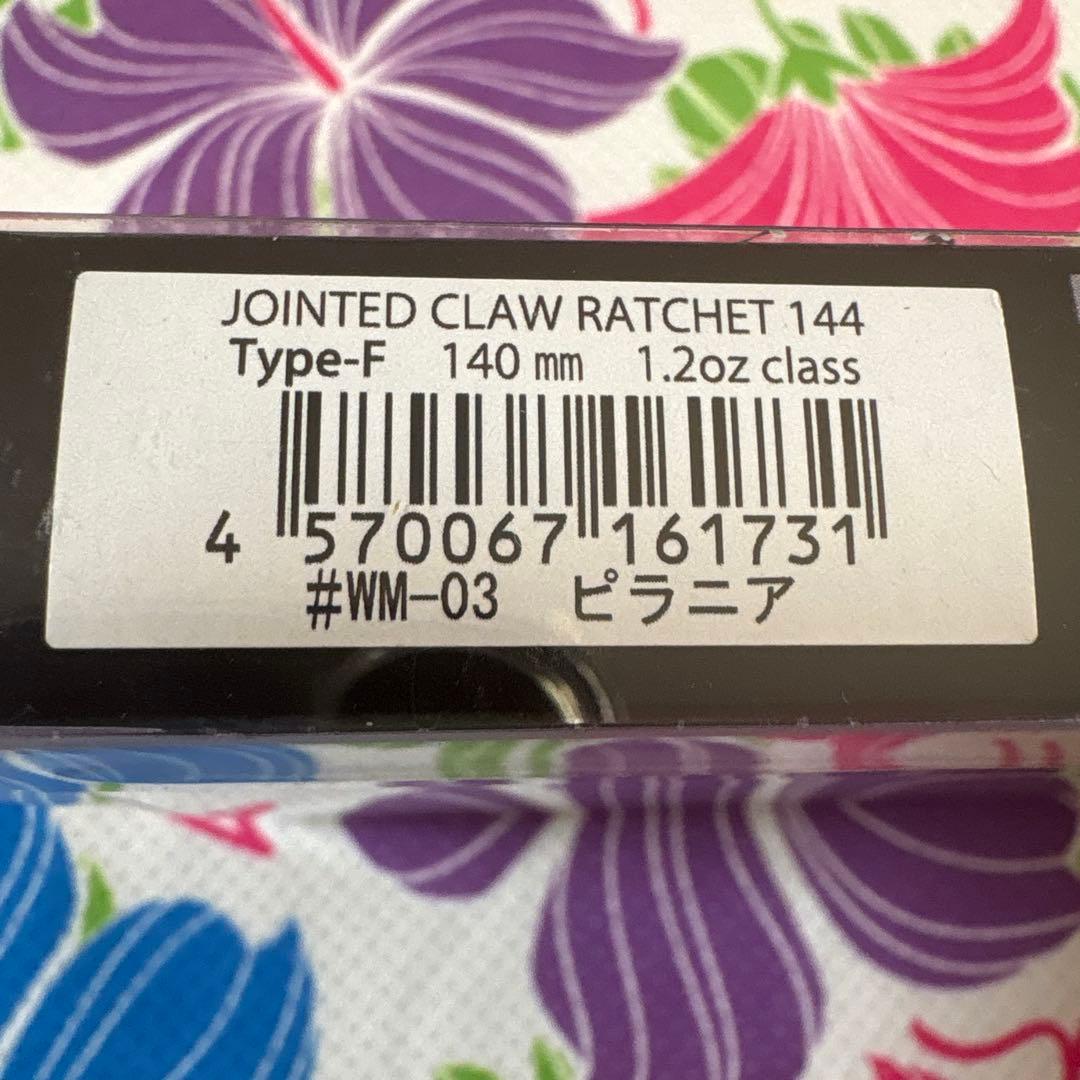 JOINTED CLAW RATCHET 144
Type-F 140 mm 1.2oz class
4 570067 161731
#WM-03 ピラニア